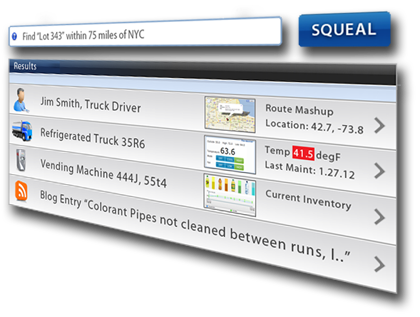 Find "Lot 343" within 75 miles of NYC
SQUEAL
Results
Jim Smith, Truck Driver
Route Mashup
Location: 42.7, -73.8
Refrigerated Truck 35R6
63.6
Temp 41.5 degF
Last Maint: 1.27.12
Vending Machine 444J, 55t4
Current Inventory
Blog Entry "Colorant Pipes not cleaned between runs, I.."